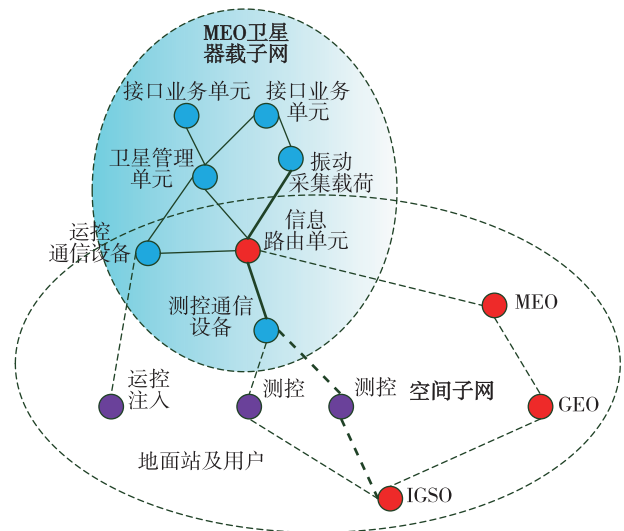 MEO卫星
器载子网
接口业务单元
接口业务
单元
卫星管理
单元
振动
采集载荷
运控
通信设备
信息
路由单元
测控通信
设备
MEO
运控
注入
测控
测控
空间子网
GEO
地面站及用户
IGSO